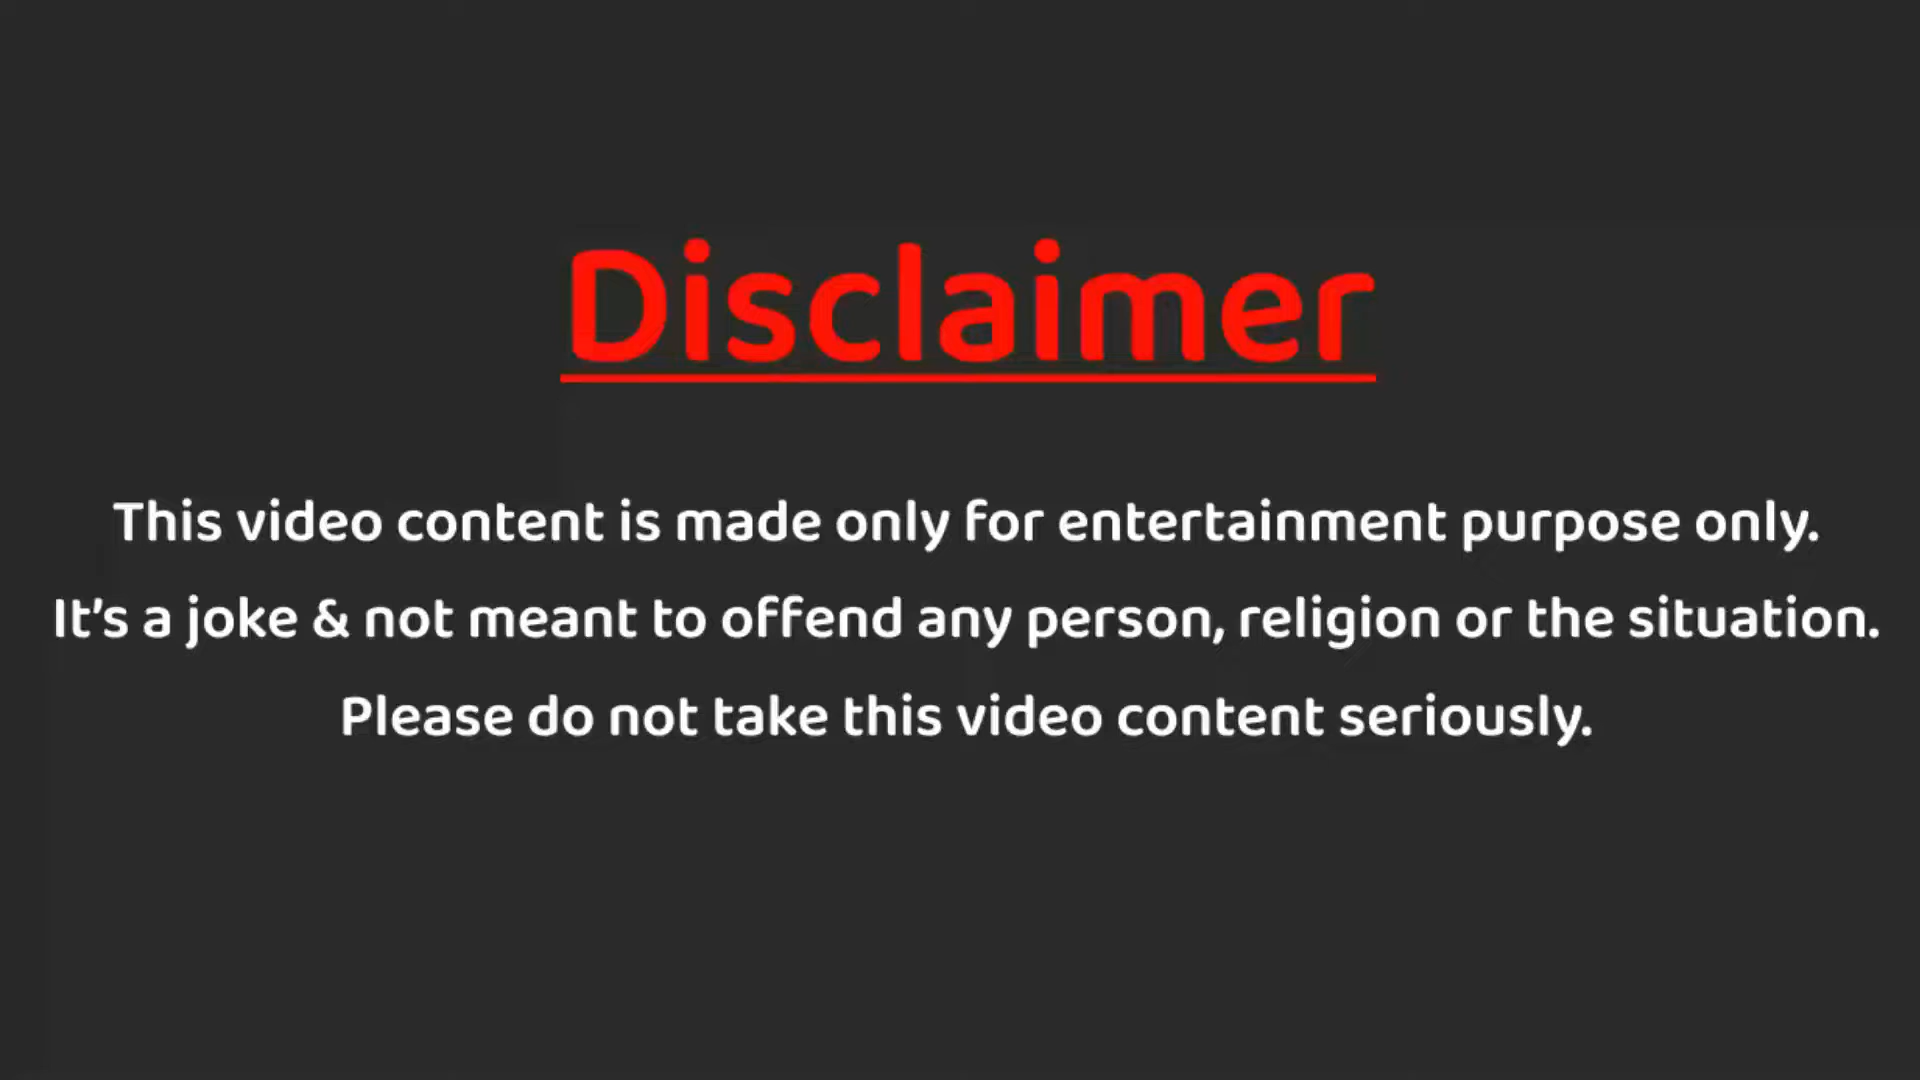 Disclaimer
This video content is made only for entertainment purpose only.
It’s a joke & not meant to offend any person, religion or the situation.
Please do not take this video content seriously.